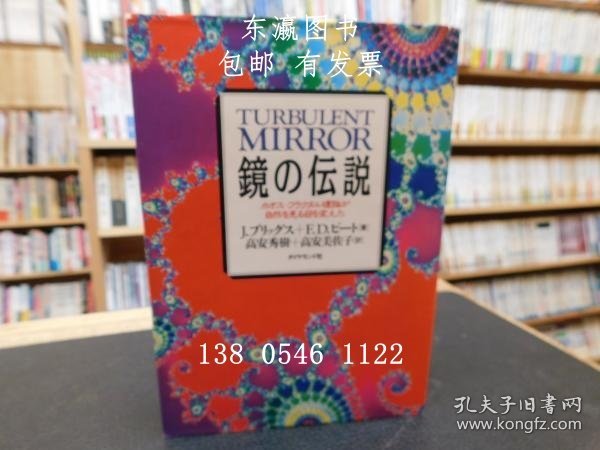 东瀛图书
包邮 有发票
TURBULENT
MIRROR
鏡の伝説
カオス-フラクタル理論が
自然を見る目を変えた
J.ブリッグス+F.D.ピート 著
高安秀樹+高安美佐子 訳
ダイヤモンド社
138 0546 1122
孔夫子旧书网
www.kongfz.com